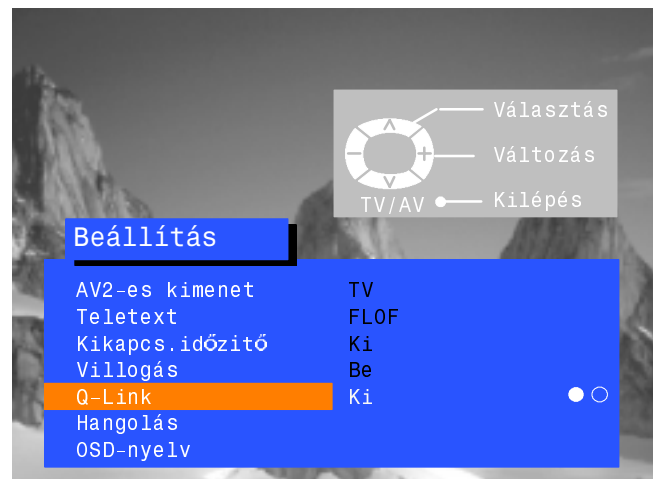 Választás
Változás
TV/AV Kilépés
Beállítás
AV2-es kimenet TV
Teletext FLOF
Kikapcs.időzitő Ki
Villogás Be
Q-Link Ki
Hangolás
OSD-nyelv